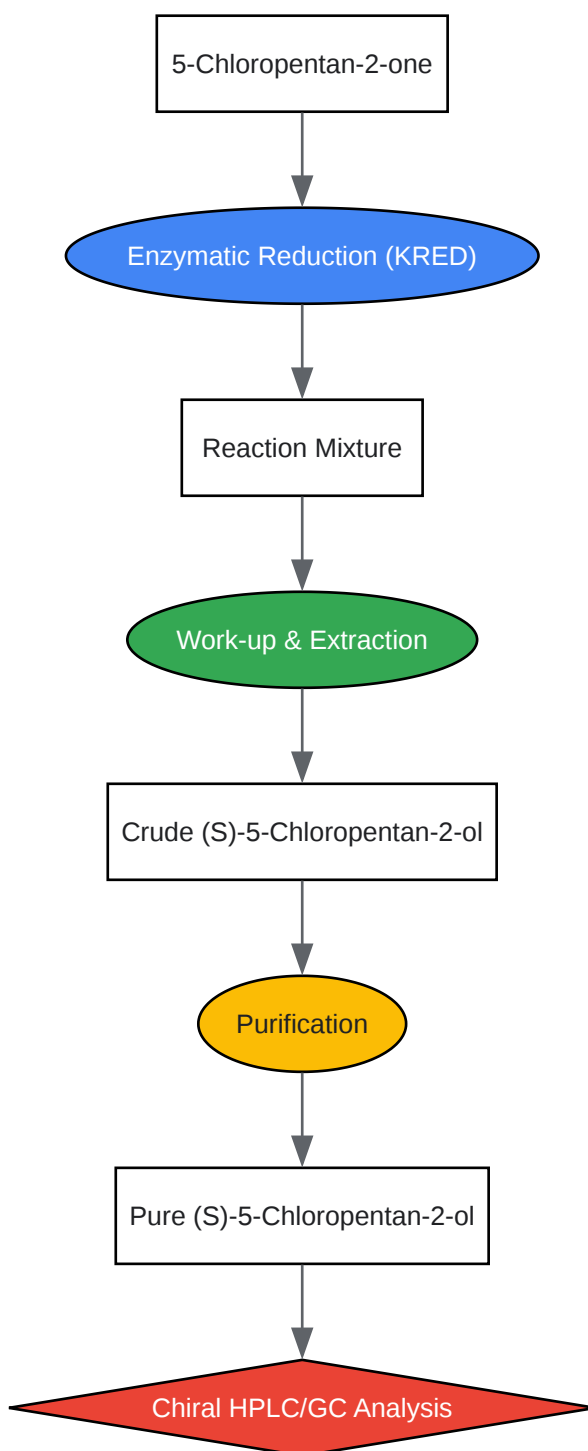 5-Chloropentan-2-one
Enzymatic Reduction (KRED)
Reaction Mixture
Work-up & Extraction
Crude (S)-5-Chloropentan-2-ol
Purification
Pure (S)-5-Chloropentan-2-ol
Chiral HPLC/GC Analysis